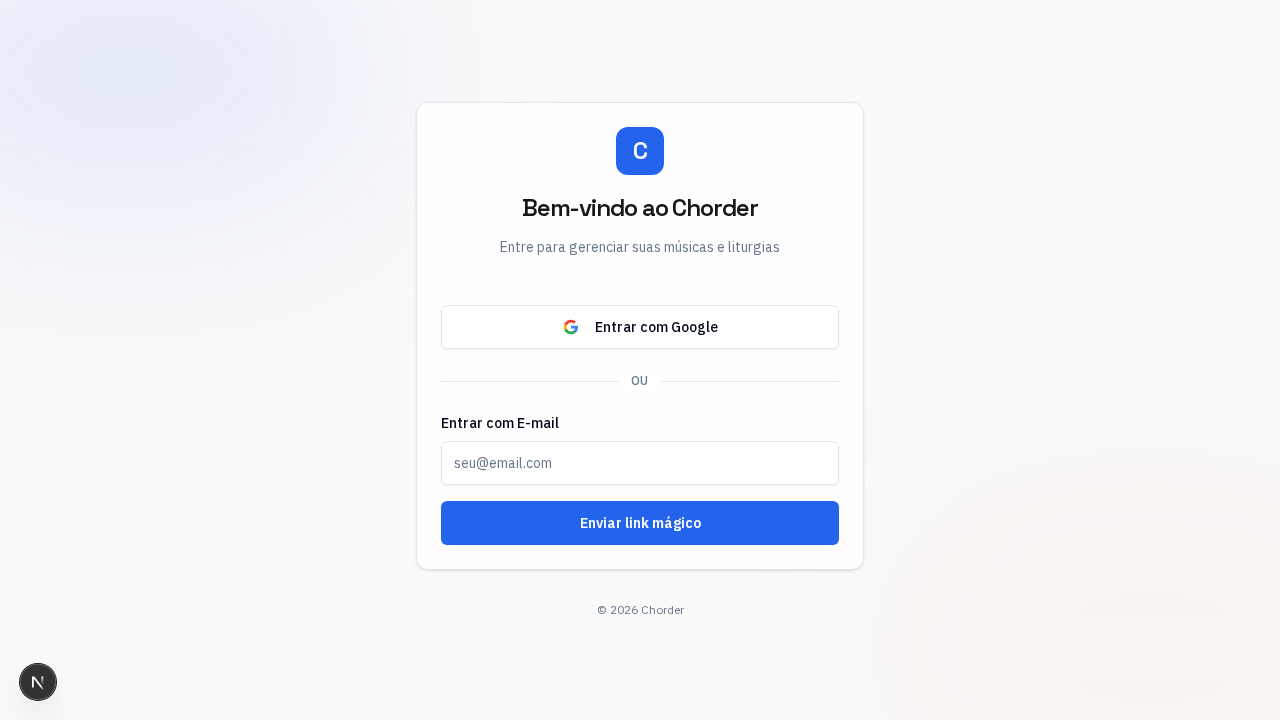 C
Bem-vindo ao Chorder
Entre para gerenciar suas músicas e liturgias
Entrar com Google
OU
Entrar com E-mail
seu@email.com
Enviar link mágico
© 2026 Chorder
N